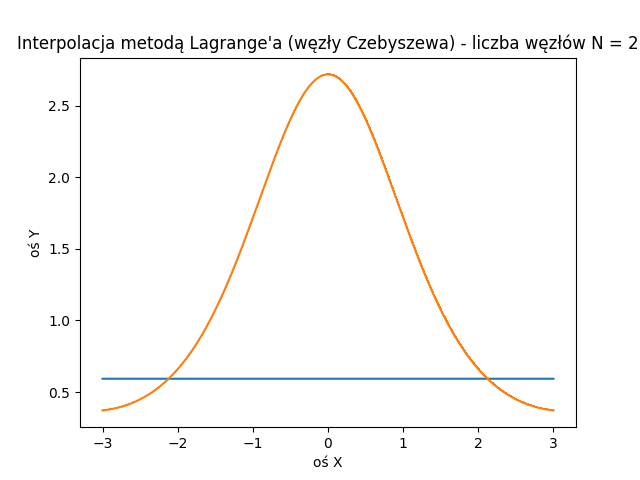 Interpolacja metodą Lagrange'a (węzły Czebyszewa) - liczba węzłów N = 2
oś Y
2.5
2.0
1.5
1.0
0.5
−3 −2 −1 0 1 2 3
oś X